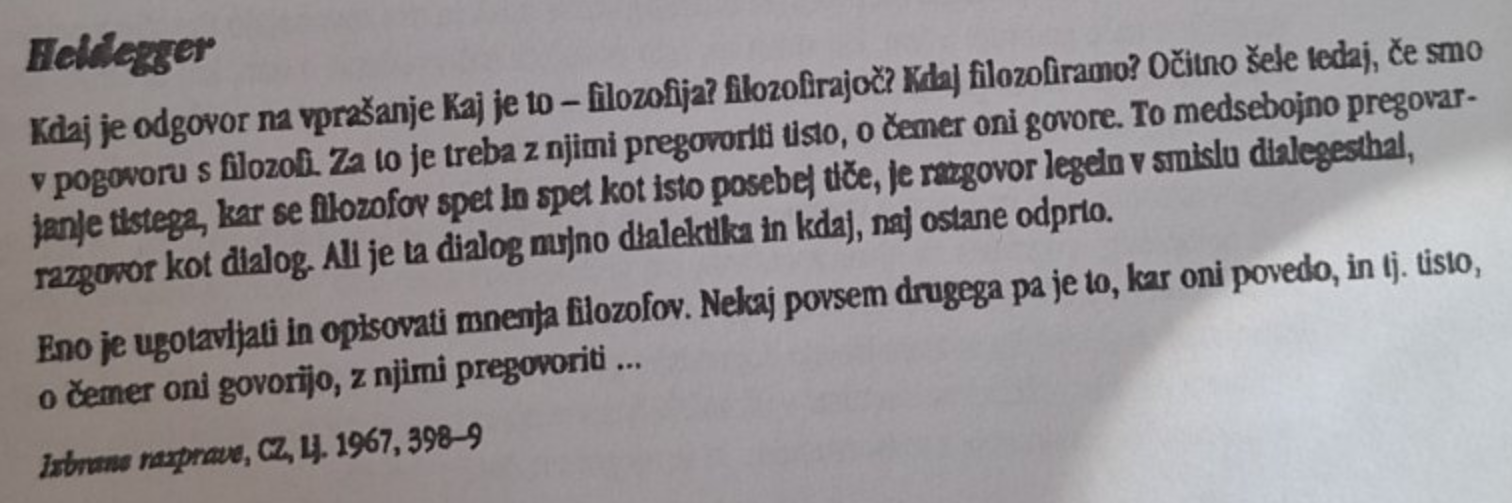 Heidegger
Kdaj je odgovor na vprašanje Kaj je to – filozofija? filozofirajoč? Kdaj filozofiramo? Očitno šele tedaj, če smo
v pogovoru s filozofi. Za to je treba z njimi pregovoriti tisto, o čemer oni govore. To medsebojno pregovar-
janje tistega, kar se filozofov spet in spet kot isto posebej tiče, je razgovor legein v smislu dialegesthai,
razgovor kot dialog. Ali je ta dialog nujno dialektika in kdaj, naj ostane odprto.
Eno je ugotavljati in opisovati mnenja filozofov. Nekaj povsem drugega pa je to, kar oni povedo, in tj. tisto,
o čemer oni govorijo, z njimi pregovoriti ...
Izbrane razprave, CZ, Lj. 1967, 398–9